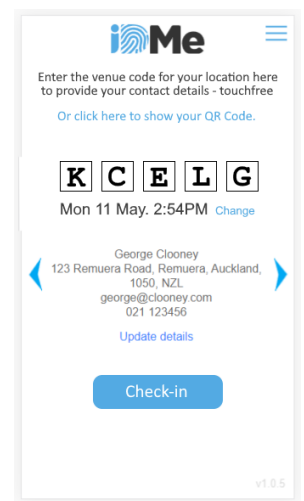 iDMe
Enter the venue code for your location here
to provide your contact details - touchfree
Or click here to show your QR Code.
K C E L G
Mon 11 May. 2:54PM Change
George Clooney
123 Remuera Road, Remuera, Auckland,
1050, NZL
george@clooney.com
021 123456
Update details
Check-in
v1.0.5